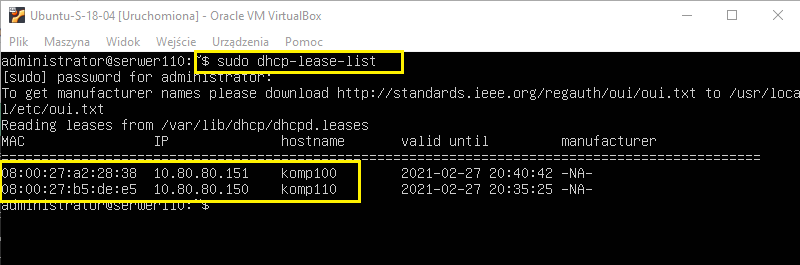 Ubuntu-S-18-04 [Uruchomiona] - Oracle VM VirtualBox
Plik Maszyna Widok Wejście Urządzenia Pomoc
administrator@serwer110:~$ sudo dhcp-lease-list
[sudo] password for administrator:
To get manufacturer names please download http://standards.ieee.org/regauth/oui/oui.txt to /usr/loca
l/etc/oui.txt
Reading leases from /var/lib/dhcp/dhcpd.leases
MAC IP hostname valid until manufacturer
===============================================================================================
08:00:27:a2:28:38 10.80.80.151 komp100 2021-02-27 20:40:42 -NA-
08:00:27:b5:de:e5 10.80.80.150 komp110 2021-02-27 20:35:25 -NA-
administrator@serwer110:~$